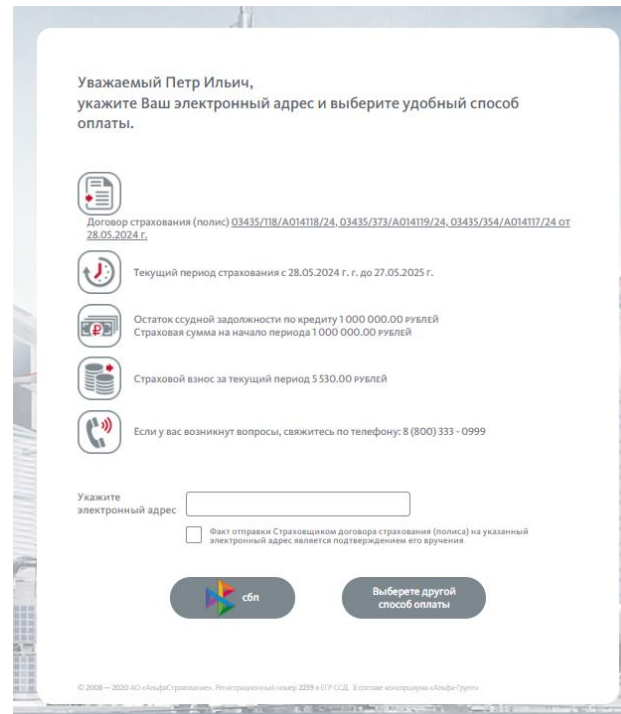 Уважаемый Петр Ильич,
укажите Ваш электронный адрес и выберите удобный способ
оплаты.
Договор страхования (полис) 03435/118/А014118/24, 03435/373/А014119/24, 03435/354/А014117/24 от
28.05.2024 г.
Текущий период страхования с 28.05.2024 г. г. до 27.05.2025 г.
Остаток ссудной задолжности по кредиту 1 000 000.00 РУБЛЕЙ
Страховая сумма на начало периода 1 000 000.00 РУБЛЕЙ
Страховой взнос за текущий период 5 530.00 РУБЛЕЙ
Если у вас возникнут вопросы, свяжитесь по телефону: 8 (800) 333 - 0999
Укажите
электронный адрес
Факт отправки Страховщиком договора страхования (полиса) на указанный
электронный адрес является подтверждением его вручения
сбп
Выберете другой
способ оплаты
© 2008 — 2020 АО «АльфаСтрахование». Регистрационный номер 2239 в ЕГР ССД. В составе консорциума «Альфа-Групп»